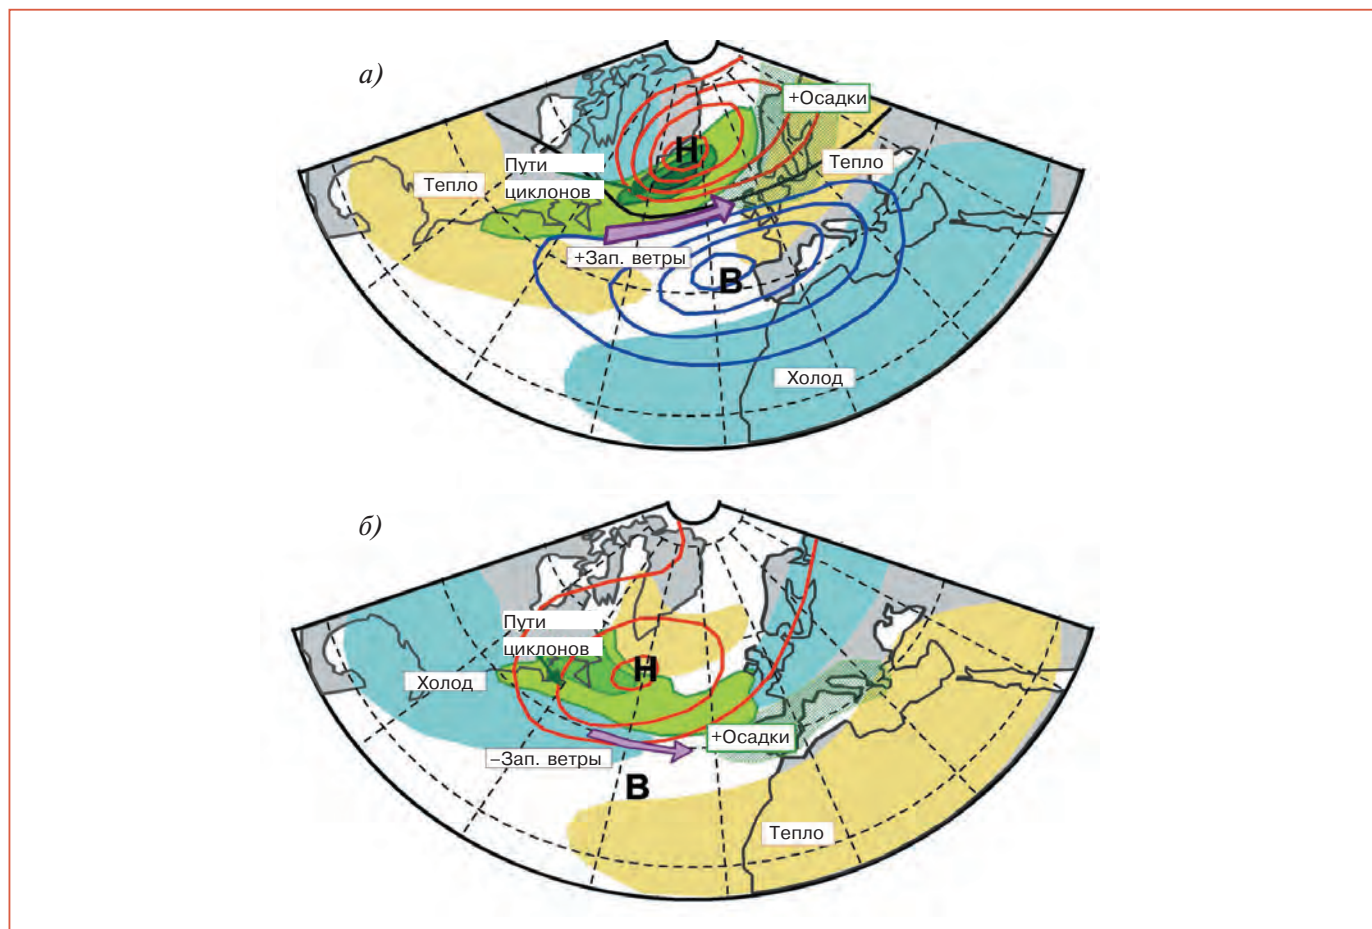 а)
+Осадки
Н
Пути
циклонов
Тепло
Тепло
+Зап. ветры
В
Холод
б)
Пути
циклонов
Н
Холод
+Осадки
–Зап. ветры
В
Тепло